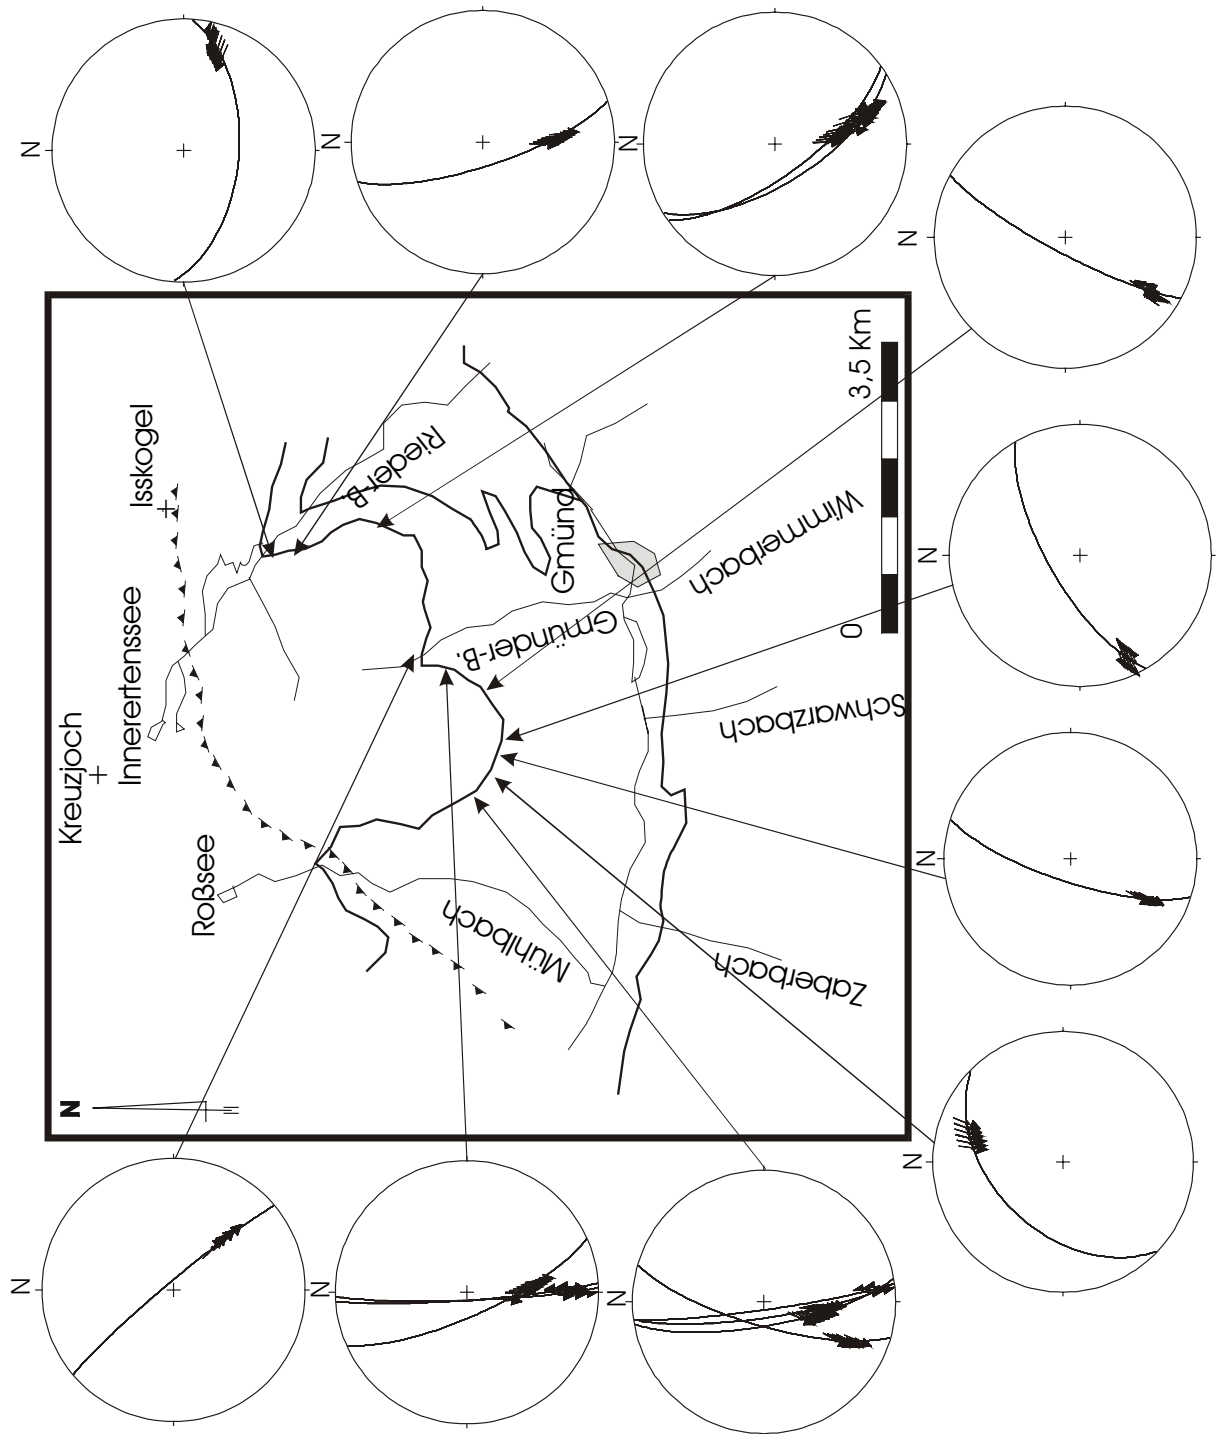 N
N
N
Kreuzjoch
Isskogel
Innerertenssee
Roßsee
N
N
Rieder-B.
Mühlbach
Gmünder-B.
Gmünd
N
N
Zaberbach
Schwarzbach
Wimmerbach
0
3,5 Km
N
N
N
N